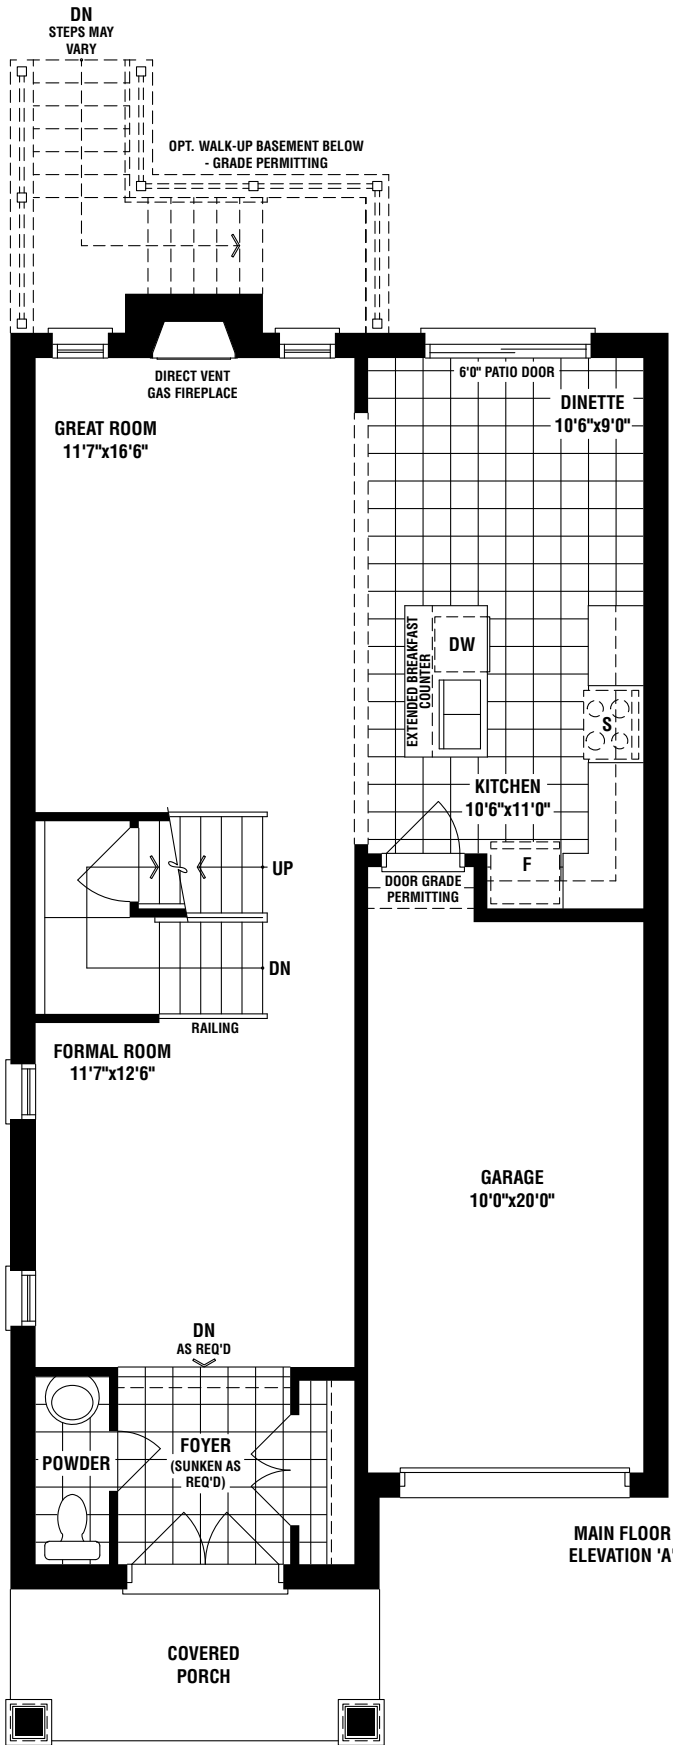 DN
STEPS MAY
VARY
OPT. WALK-UP BASEMENT BELOW
- GRADE PERMITTING
DIRECT VENT
GAS FIREPLACE
6'0" PATIO DOOR
DINETTE
10'6"x9'0"
GREAT ROOM
11'7"x16'6"
EXTENDED BREAKFAST
COUNTER
DW
S
KITCHEN
10'6"x11'0"
UP
DOOR GRADE
PERMITTING
F
DN
RAILING
FORMAL ROOM
11'7"x12'6"
GARAGE
10'0"x20'0"
DN
AS REQ'D
POWDER
FOYER
(SUNKEN AS
REQ'D)
MAIN FLOOR
ELEVATION 'A'
COVERED
PORCH